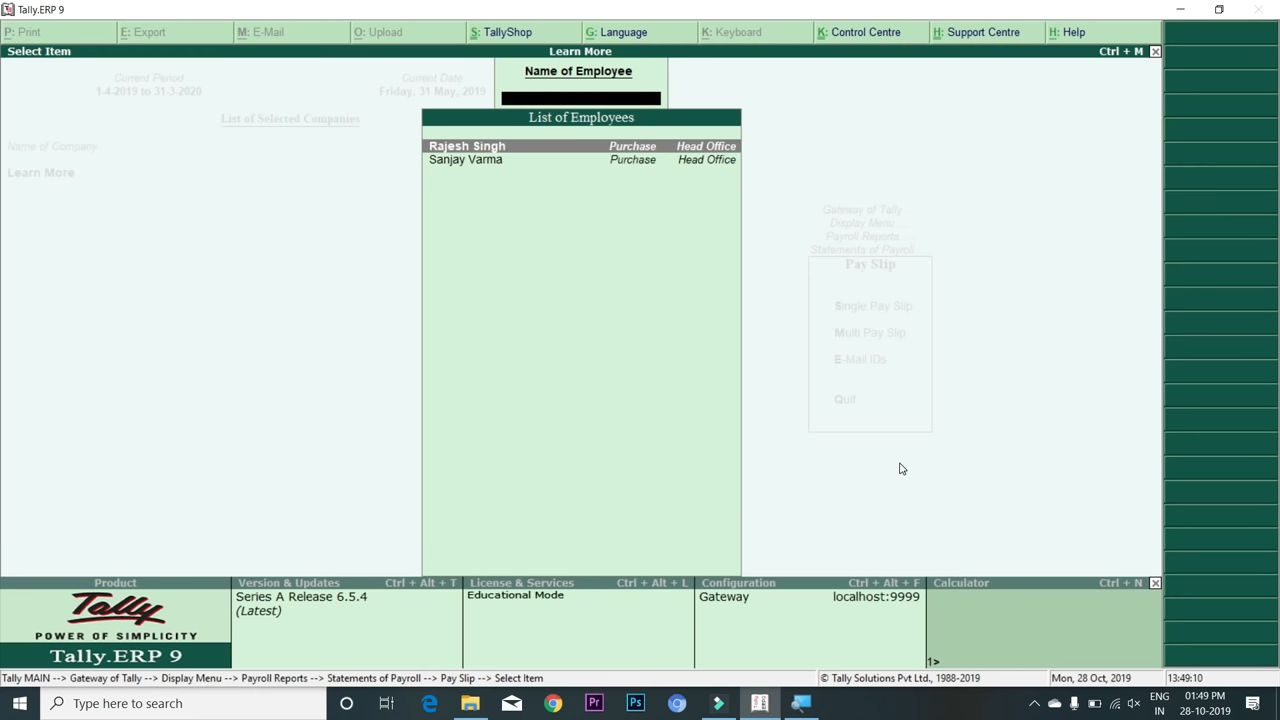 Tally.ERP 9
P: Print E: Export M: E-Mail O: Upload S: TallyShop G: Language K: Keyboard K: Control Centre H: Support Centre H: Help
Select Item Learn More Ctrl + M
Current Period Current Date
1-4-2019 to 31-3-2020 Friday, 31 May, 2019
List of Selected Companies
Name of Company
Learn More
Name of Employee
List of Employees
Rajesh Singh Purchase Head Office
Sanjay Varma Purchase Head Office
Gateway of Tally
Display Menu ....
Payroll Reports ...
Statements of Payroll
Pay Slip
Single Pay Slip
Multi Pay Slip
E-Mail IDs
Quit
Product Version & Updates Ctrl + Alt + T License & Services Ctrl + Alt + L Configuration Ctrl + Alt + F Calculator Ctrl + N
Tally
POWER OF SIMPLICITY
Tally.ERP 9
Series A Release 6.5.4
(Latest)
Educational Mode
Gateway localhost:9999
1>
Tally MAIN --> Gateway of Tally --> Display Menu --> Payroll Reports --> Statements of Payroll --> Pay Slip --> Select Item © Tally Solutions Pvt Ltd., 1988-2019 Mon, 28 Oct, 2019 13:49:10
Type here to search
Pr
Ps
ENG
IN
01:49 PM
28-10-2019